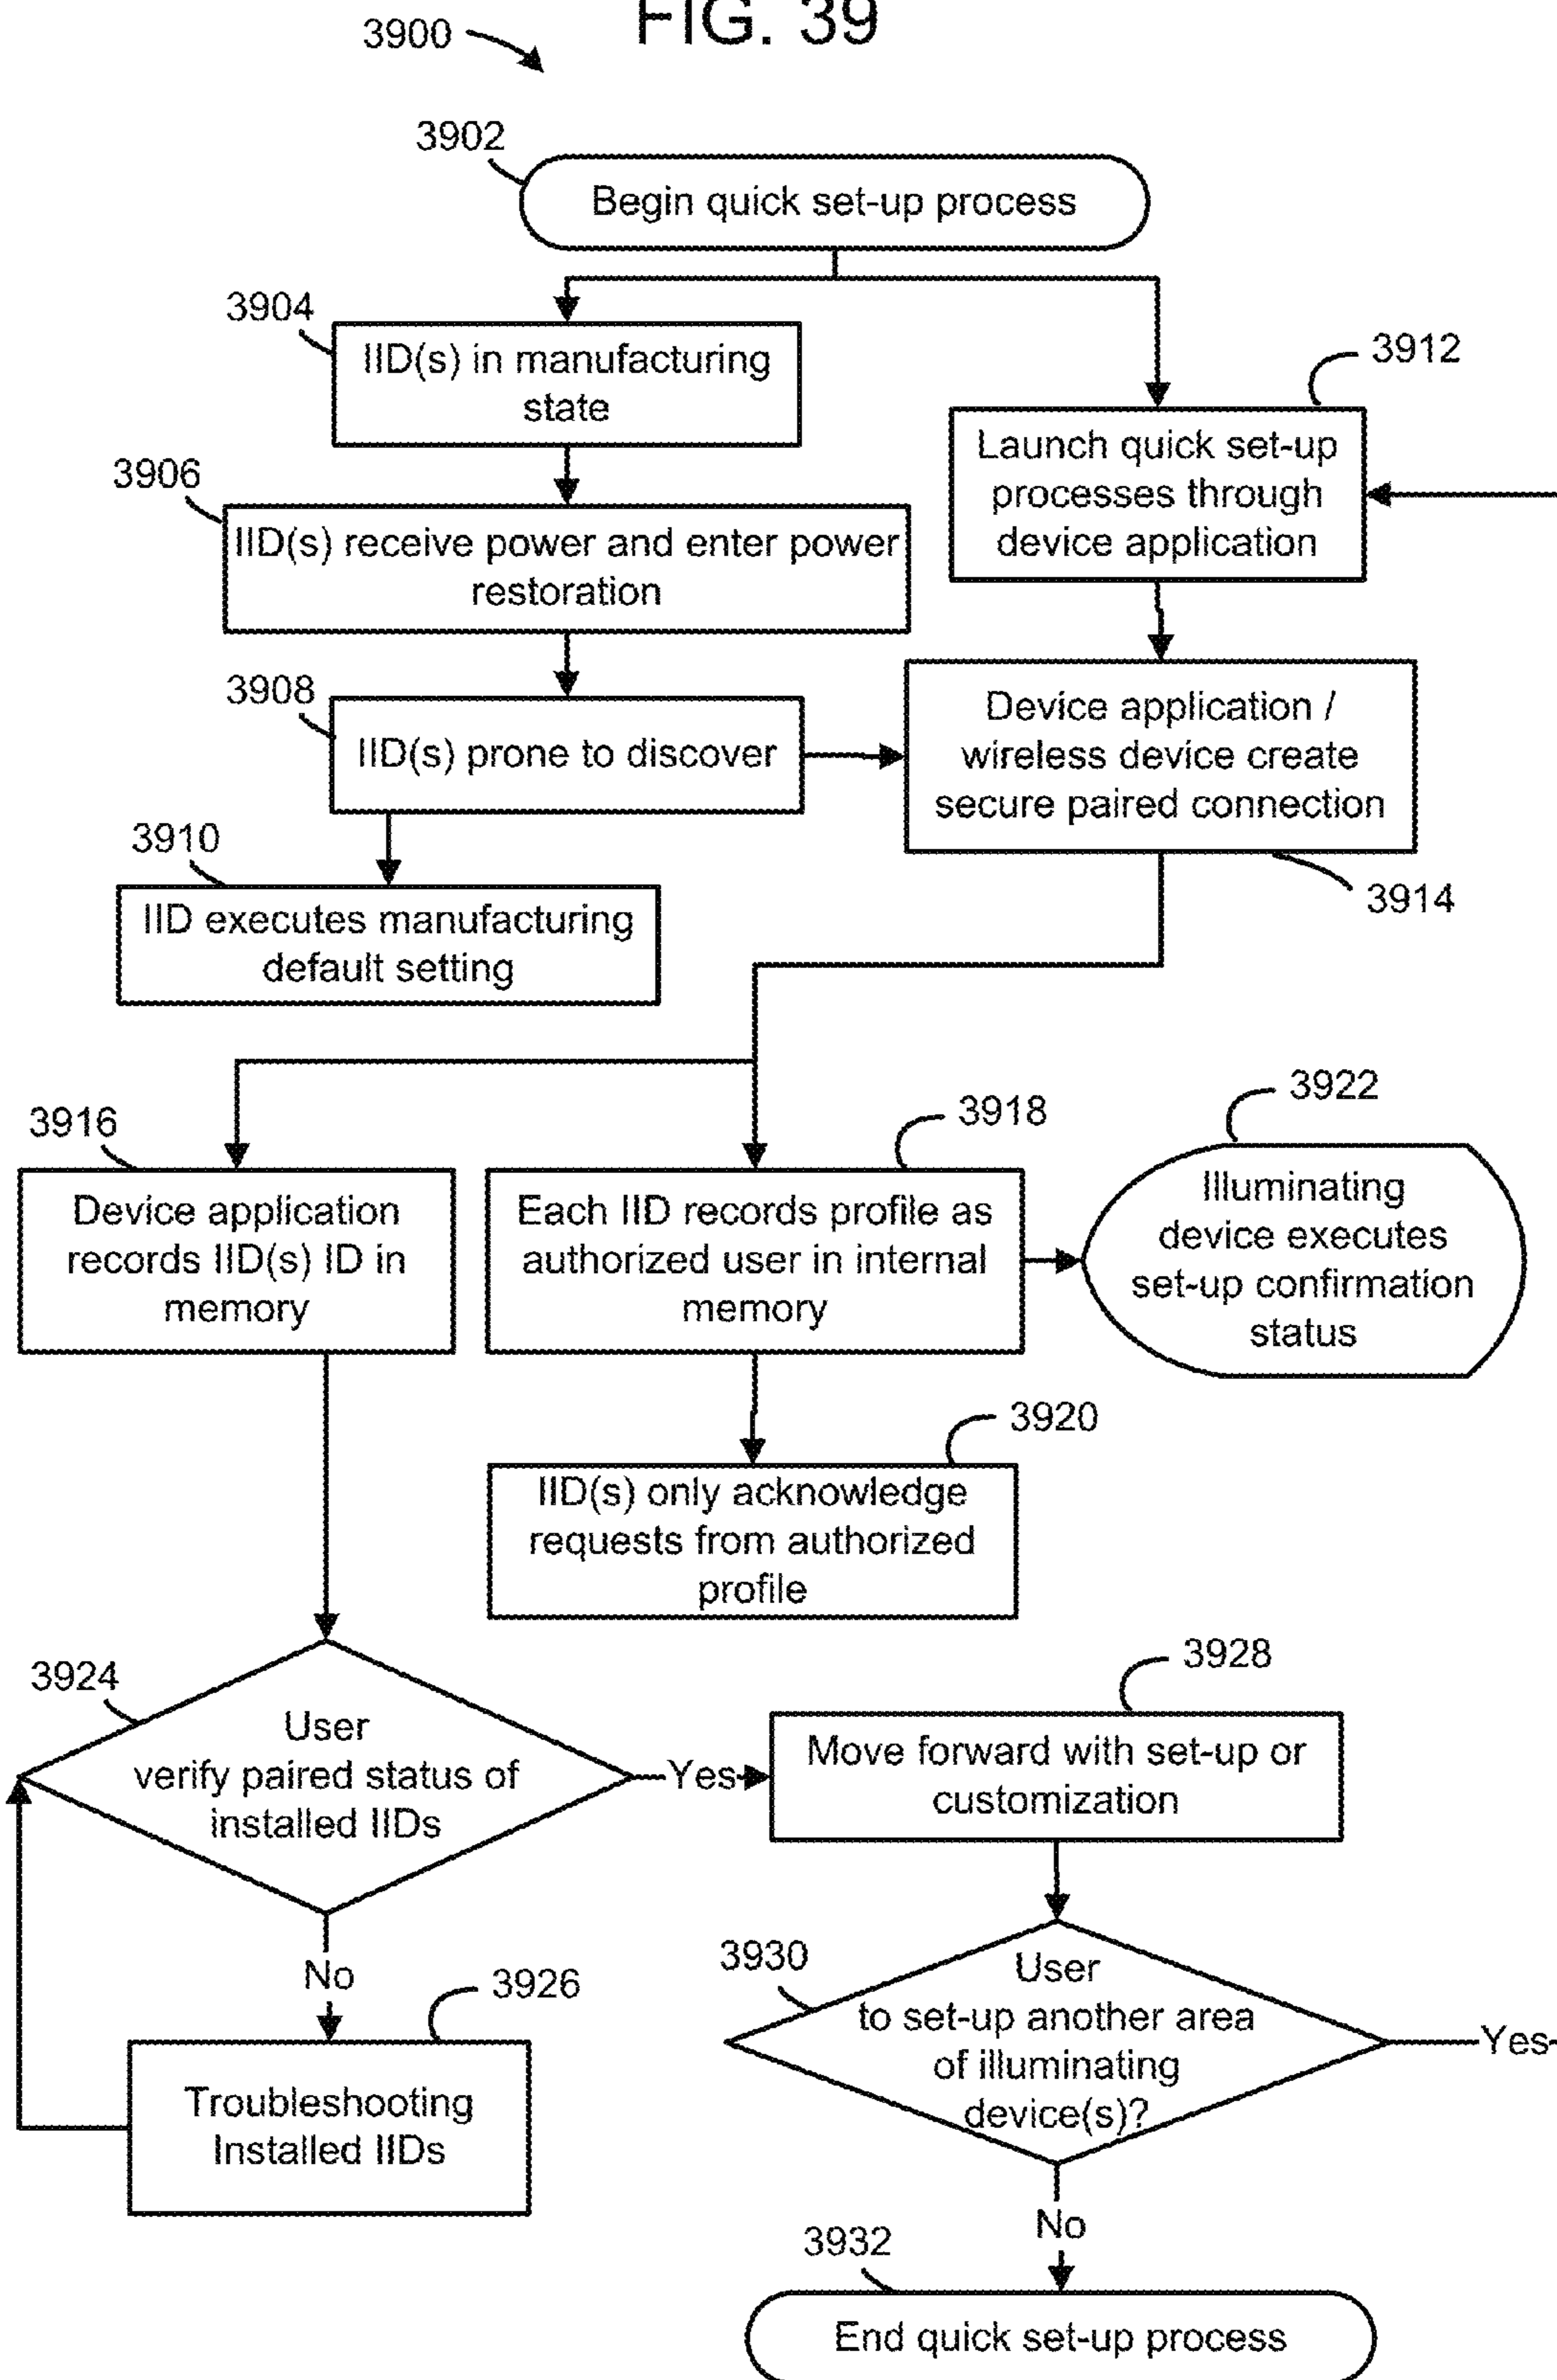 FIG. 39
3900
3902
Begin quick set-up process
3904
IID(s) in manufacturing
state
3912
Launch quick set-up
processes through
device application
3906
IID(s) receive power and enter power
restoration
3908
IID(s) prone to discover
Device application /
wireless device create
secure paired connection
3914
3910
IID executes manufacturing
default setting
3916
Device application
records IID(s) ID in
memory
3918
Each IID records profile as
authorized user in internal
memory
3922
Illuminating
device executes
set-up confirmation
status
3920
IID(s) only acknowledge
requests from authorized
profile
3924
User
verify paired status of
installed IIDs
Yes
3928
Move forward with set-up or
customization
No
3926
Troubleshooting
Installed IIDs
3930
User
to set-up another area
of illuminating
device(s)?
Yes
No
3932
End quick set-up process